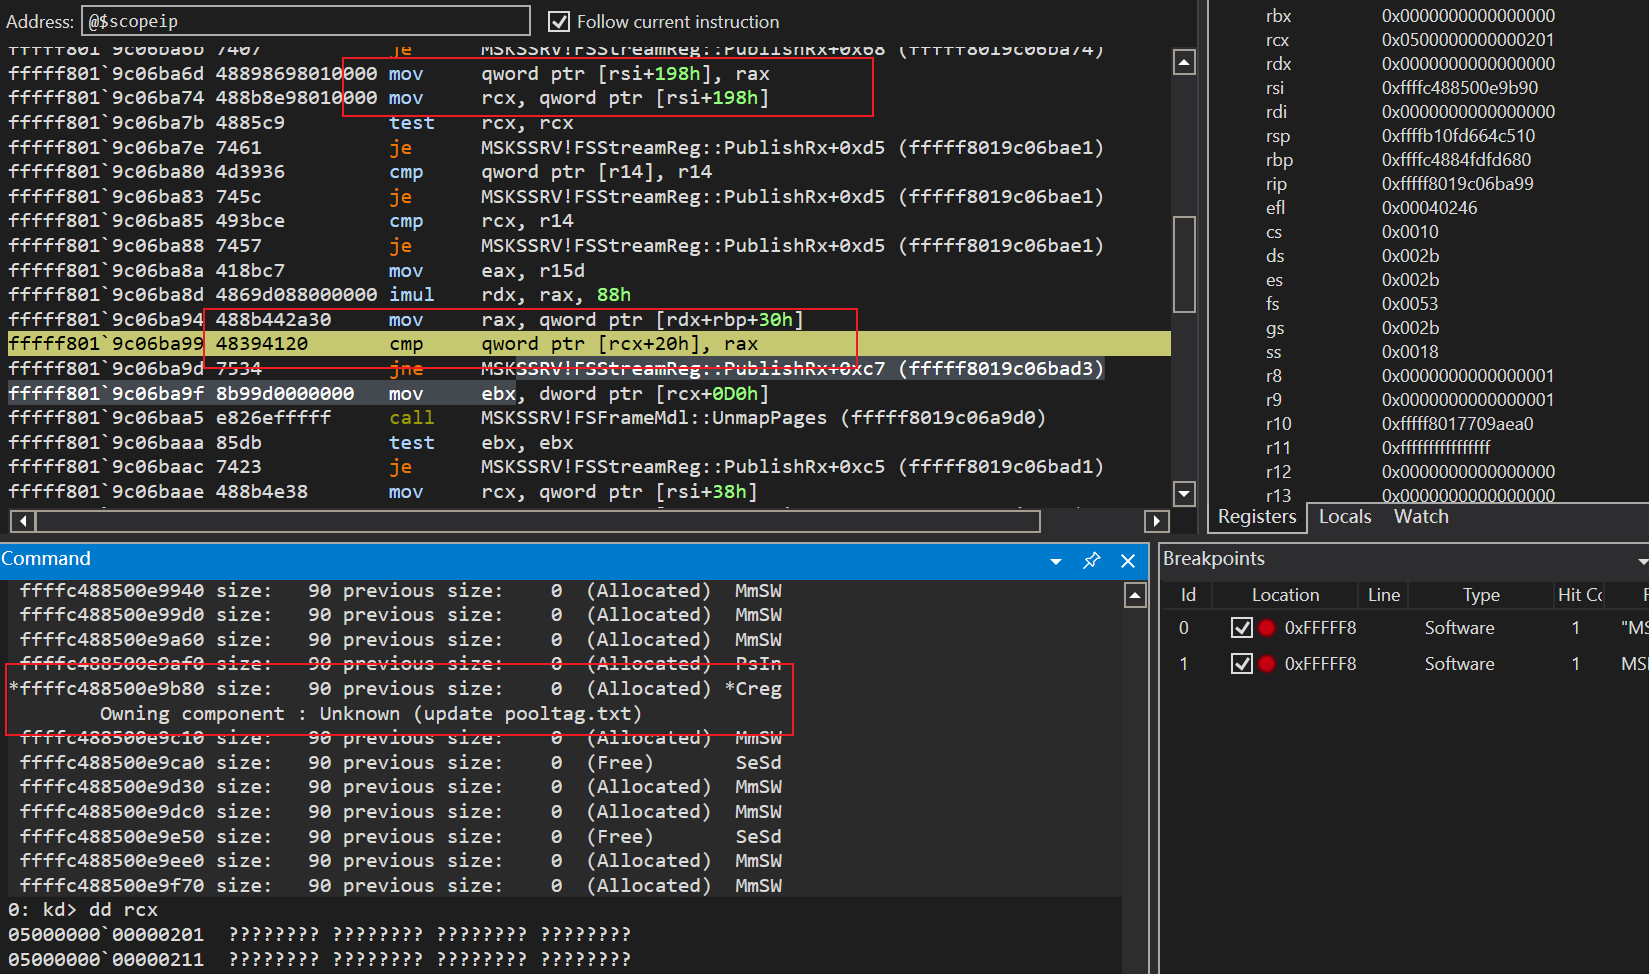 Address: @$scopeip Follow current instruction
fffff801`9c06ba6b 7407 je MSKSSRV!FSStreamReg::PublishRx+0x68 (fffff8019c06ba74)
fffff801`9c06ba6d 48898698010000 mov qword ptr [rsi+198h], rax
fffff801`9c06ba74 488b8e98010000 mov rcx, qword ptr [rsi+198h]
fffff801`9c06ba7b 4885c9 test rcx, rcx
fffff801`9c06ba7e 7461 je MSKSSRV!FSStreamReg::PublishRx+0xd5 (fffff8019c06bae1)
fffff801`9c06ba80 4d3936 cmp qword ptr [r14], r14
fffff801`9c06ba83 745c je MSKSSRV!FSStreamReg::PublishRx+0xd5 (fffff8019c06bae1)
fffff801`9c06ba85 493bce cmp rcx, r14
fffff801`9c06ba88 7457 je MSKSSRV!FSStreamReg::PublishRx+0xd5 (fffff8019c06bae1)
fffff801`9c06ba8a 418bc7 mov eax, r15d
fffff801`9c06ba8d 4869d088000000 imul rdx, rax, 88h
fffff801`9c06ba94 488b442a30 mov rax, qword ptr [rdx+rbp+30h]
fffff801`9c06ba99 48394120 cmp qword ptr [rcx+20h], rax
fffff801`9c06ba9d 7534 jne MSKSSRV!FSStreamReg::PublishRx+0xc7 (fffff8019c06bad3)
fffff801`9c06ba9f 8b99d0000000 mov ebx, dword ptr [rcx+0D0h]
fffff801`9c06baa5 e826efffff call MSKSSRV!FSFrameMdl::UnmapPages (fffff8019c06a9d0)
fffff801`9c06baaa 85db test ebx, ebx
fffff801`9c06baac 7423 je MSKSSRV!FSStreamReg::PublishRx+0xc5 (fffff8019c06bad1)
fffff801`9c06baae 488b4e38 mov rcx, qword ptr [rsi+38h]
rbx 0x0000000000000000
rcx 0x0500000000000201
rdx 0x0000000000000000
rsi 0xffffc488500e9b90
rdi 0x0000000000000000
rsp 0xffffb10fd664c510
rbp 0xffffc4884fdfd680
rip 0xfffff8019c06ba99
efl 0x00040246
cs 0x0010
ds 0x002b
es 0x002b
fs 0x0053
gs 0x002b
ss 0x0018
r8 0x0000000000000001
r9 0x0000000000000001
r10 0xfffff8017709aea0
r11 0xffffffffffffffff
r12 0x0000000000000000
r13 0x0000000000000000
Registers Locals Watch
Command
ffffc488500e9940 size: 90 previous size: 0 (Allocated) MmSW
ffffc488500e99d0 size: 90 previous size: 0 (Allocated) MmSW
ffffc488500e9a60 size: 90 previous size: 0 (Allocated) MmSW
ffffc488500e9af0 size: 90 previous size: 0 (Allocated) PsIn
*ffffc488500e9b80 size: 90 previous size: 0 (Allocated) *Creg
Owning component : Unknown (update pooltag.txt)
ffffc488500e9c10 size: 90 previous size: 0 (Allocated) MmSW
ffffc488500e9ca0 size: 90 previous size: 0 (Free) SeSd
ffffc488500e9d30 size: 90 previous size: 0 (Allocated) MmSW
ffffc488500e9dc0 size: 90 previous size: 0 (Allocated) MmSW
ffffc488500e9e50 size: 90 previous size: 0 (Free) SeSd
ffffc488500e9ee0 size: 90 previous size: 0 (Allocated) MmSW
ffffc488500e9f70 size: 90 previous size: 0 (Allocated) MmSW
0: kd> dd rcx
05000000`00000201 ???????? ???????? ???????? ????????
05000000`00000211 ???????? ???????? ???????? ????????
Breakpoints
Id Location Line Type Hit Cc
0 0xFFFFF8 Software 1 "MS
1 0xFFFFF8 Software 1 MSI